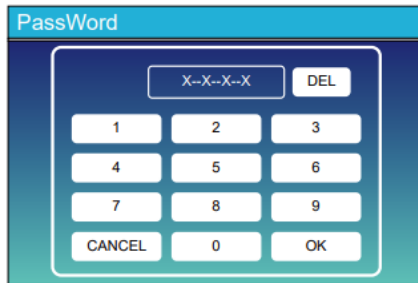 PassWord
X--X--X--X DEL
1 2 3
4 5 6
7 8 9
CANCEL 0 OK